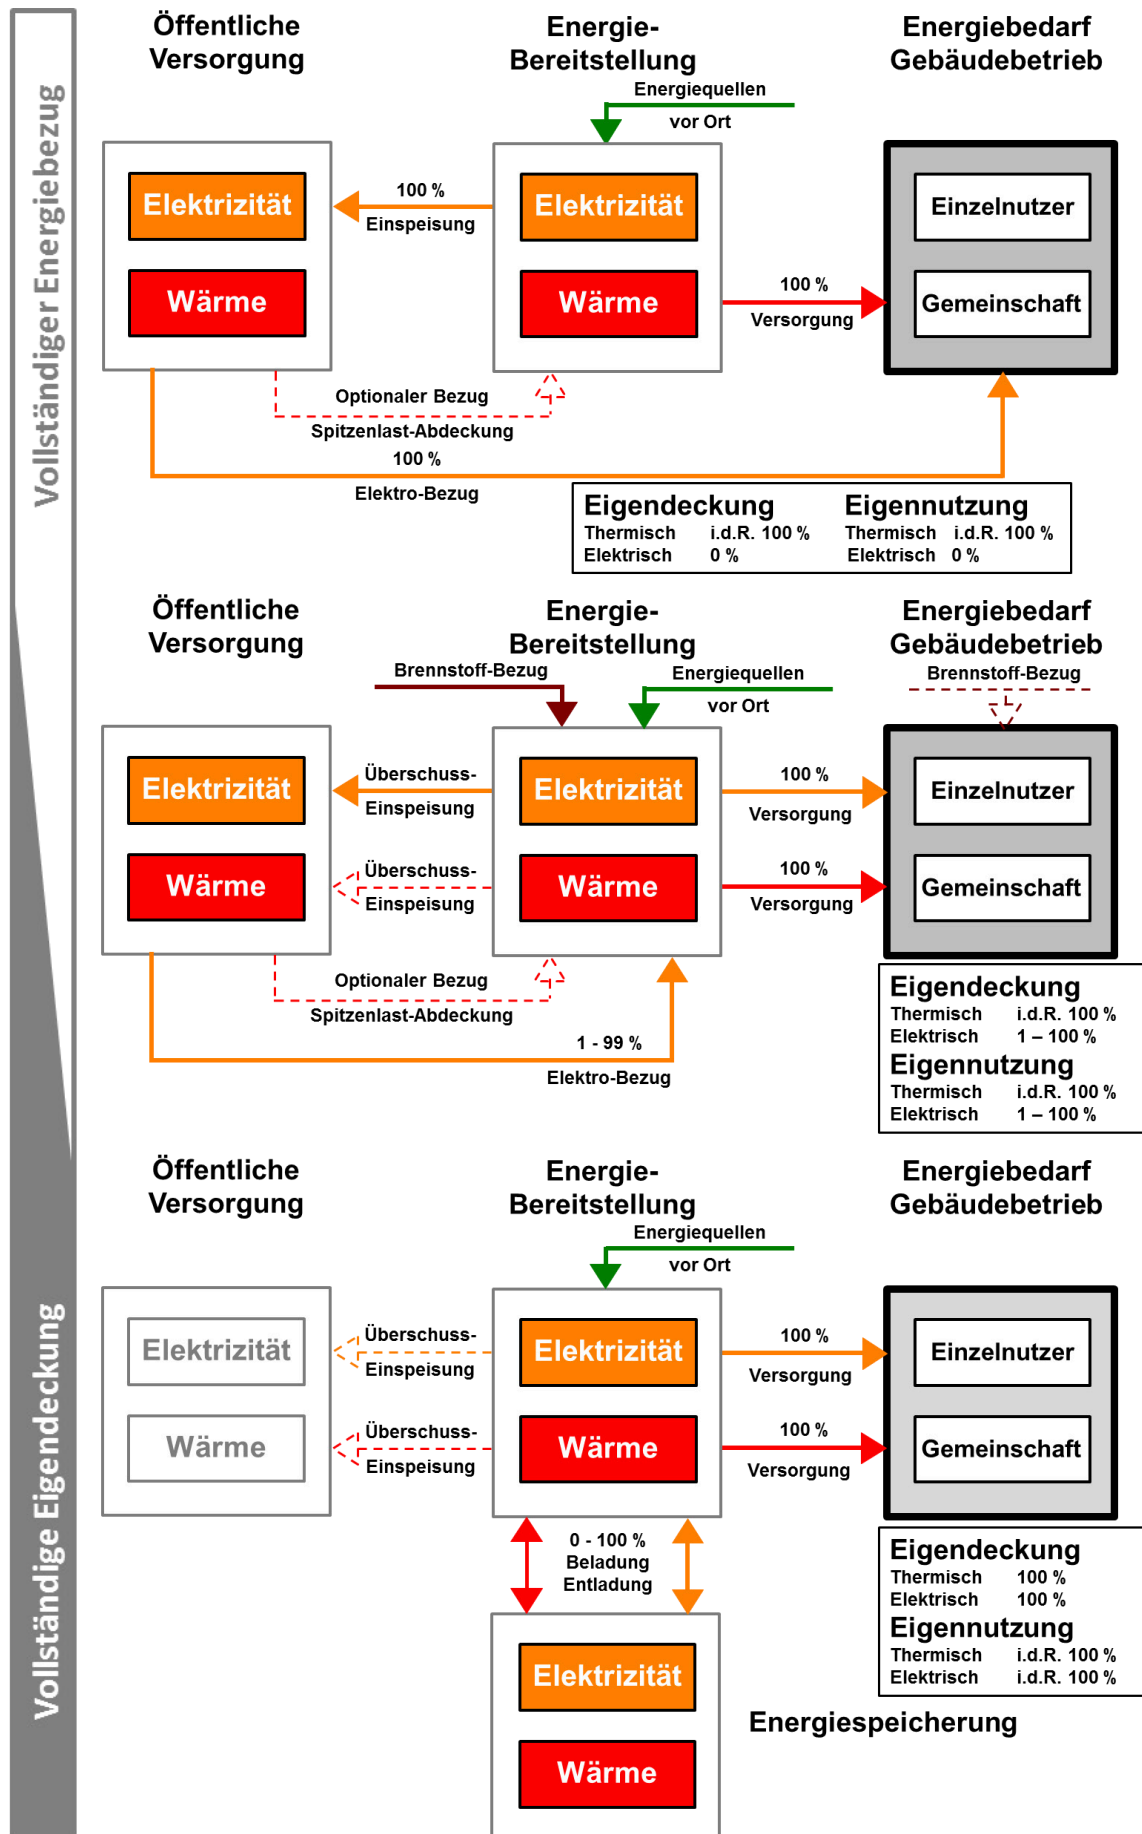 Vollständiger Energiebezug
Vollständige Eigendeckung
Öffentliche
Versorgung
Energie-
Bereitstellung
Energiebedarf
Gebäudebetrieb
Energiequellen
vor Ort
Elektrizität
Wärme
100 %
Einspeisung
Elektrizität
Wärme
100 %
Versorgung
Einzelnutzer
Gemeinschaft
Optionaler Bezug
Spitzenlast-Abdeckung
100 %
Elektro-Bezug
Eigendeckung Eigennutzung
Thermisch i.d.R. 100 % Thermisch i.d.R. 100 %
Elektrisch 0 % Elektrisch 0 %
Öffentliche
Versorgung
Energie-
Bereitstellung
Energiebedarf
Gebäudebetrieb
Brennstoff-Bezug
Energiequellen
vor Ort
Brennstoff-Bezug
Elektrizität
Wärme
Überschuss-
Einspeisung
Überschuss-
Einspeisung
Elektrizität
Wärme
100 %
Versorgung
100 %
Versorgung
Einzelnutzer
Gemeinschaft
Optionaler Bezug
Spitzenlast-Abdeckung
1 - 99 %
Elektro-Bezug
Eigendeckung
Thermisch i.d.R. 100 %
Elektrisch 1 – 100 %
Eigennutzung
Thermisch i.d.R. 100 %
Elektrisch 1 – 100 %
Öffentliche
Versorgung
Energie-
Bereitstellung
Energiebedarf
Gebäudebetrieb
Energiequellen
vor Ort
Elektrizität
Wärme
Überschuss-
Einspeisung
Überschuss-
Einspeisung
Elektrizität
Wärme
100 %
Versorgung
100 %
Versorgung
Einzelnutzer
Gemeinschaft
0 - 100 %
Beladung
Entladung
Eigendeckung
Thermisch 100 %
Elektrisch 100 %
Eigennutzung
Thermisch i.d.R. 100 %
Elektrisch i.d.R. 100 %
Elektrizität
Wärme
Energiespeicherung